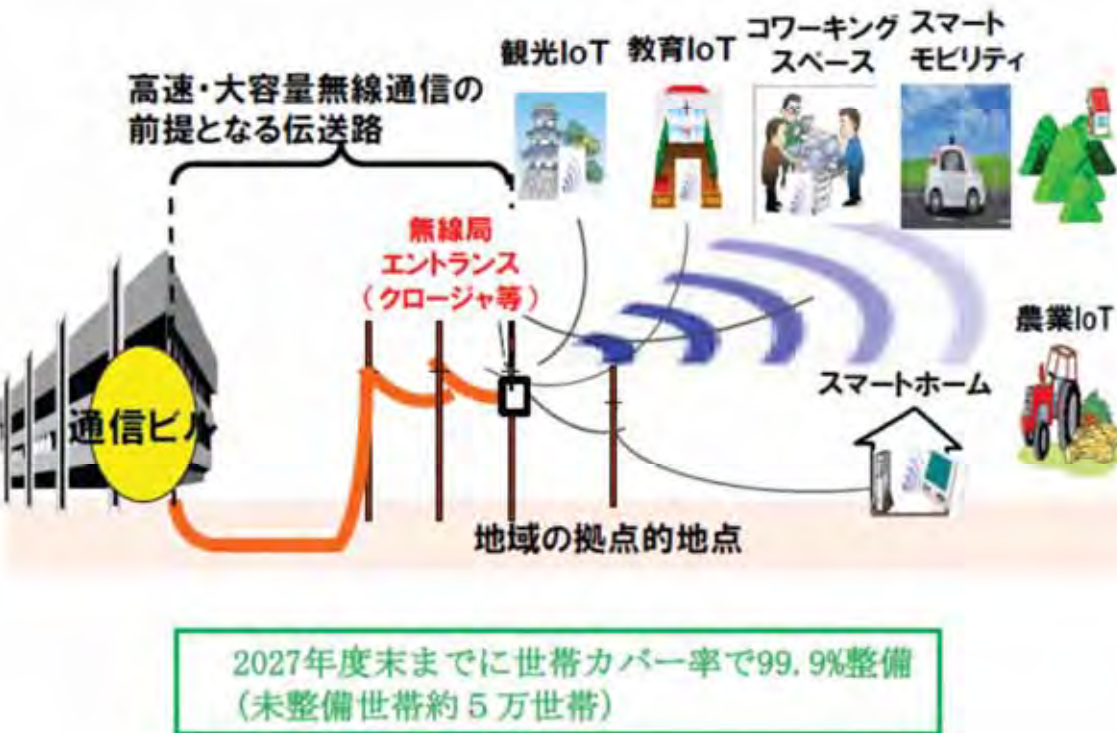 高速・大容量無線通信の
前提となる伝送路
観光IoT
教育IoT
コワーキング
スペース
スマート
モビリティ
無線局
エントランス
(クロージャ等)
農業IoT
スマートホーム
通信ビル
地域の拠点的地点
2027年度末までに世帯カバー率で99.9%整備
(未整備世帯約5万世帯)